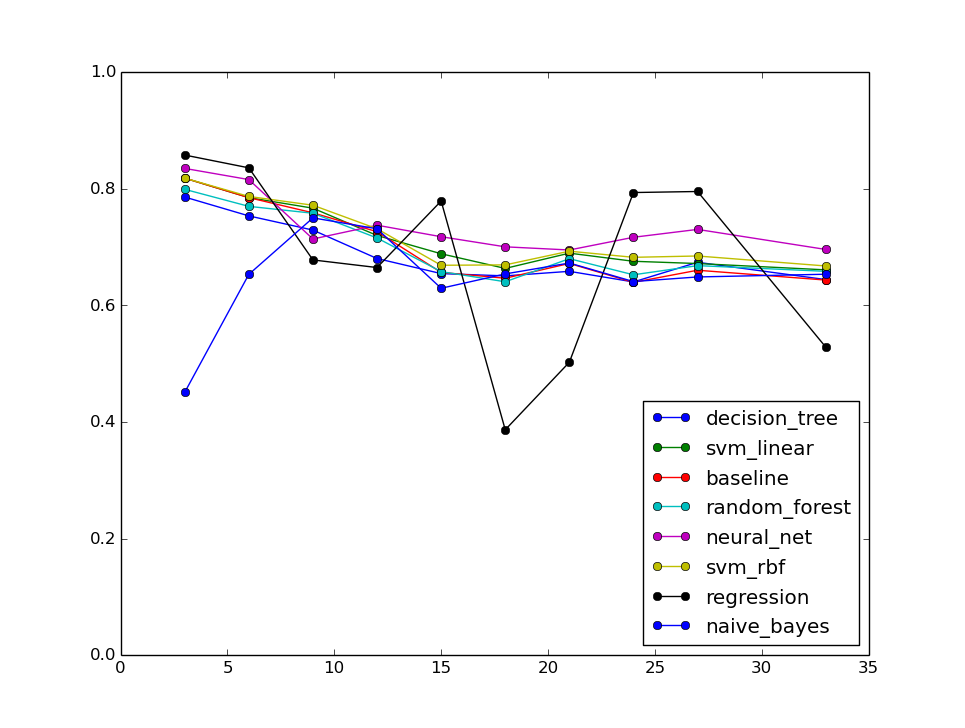 1.0
0.8
0.6
0.4
0.2
0.0
0 5 10 15 20 25 30 35
decision_tree
svm_linear
baseline
random_forest
neural_net
svm_rbf
regression
naive_bayes